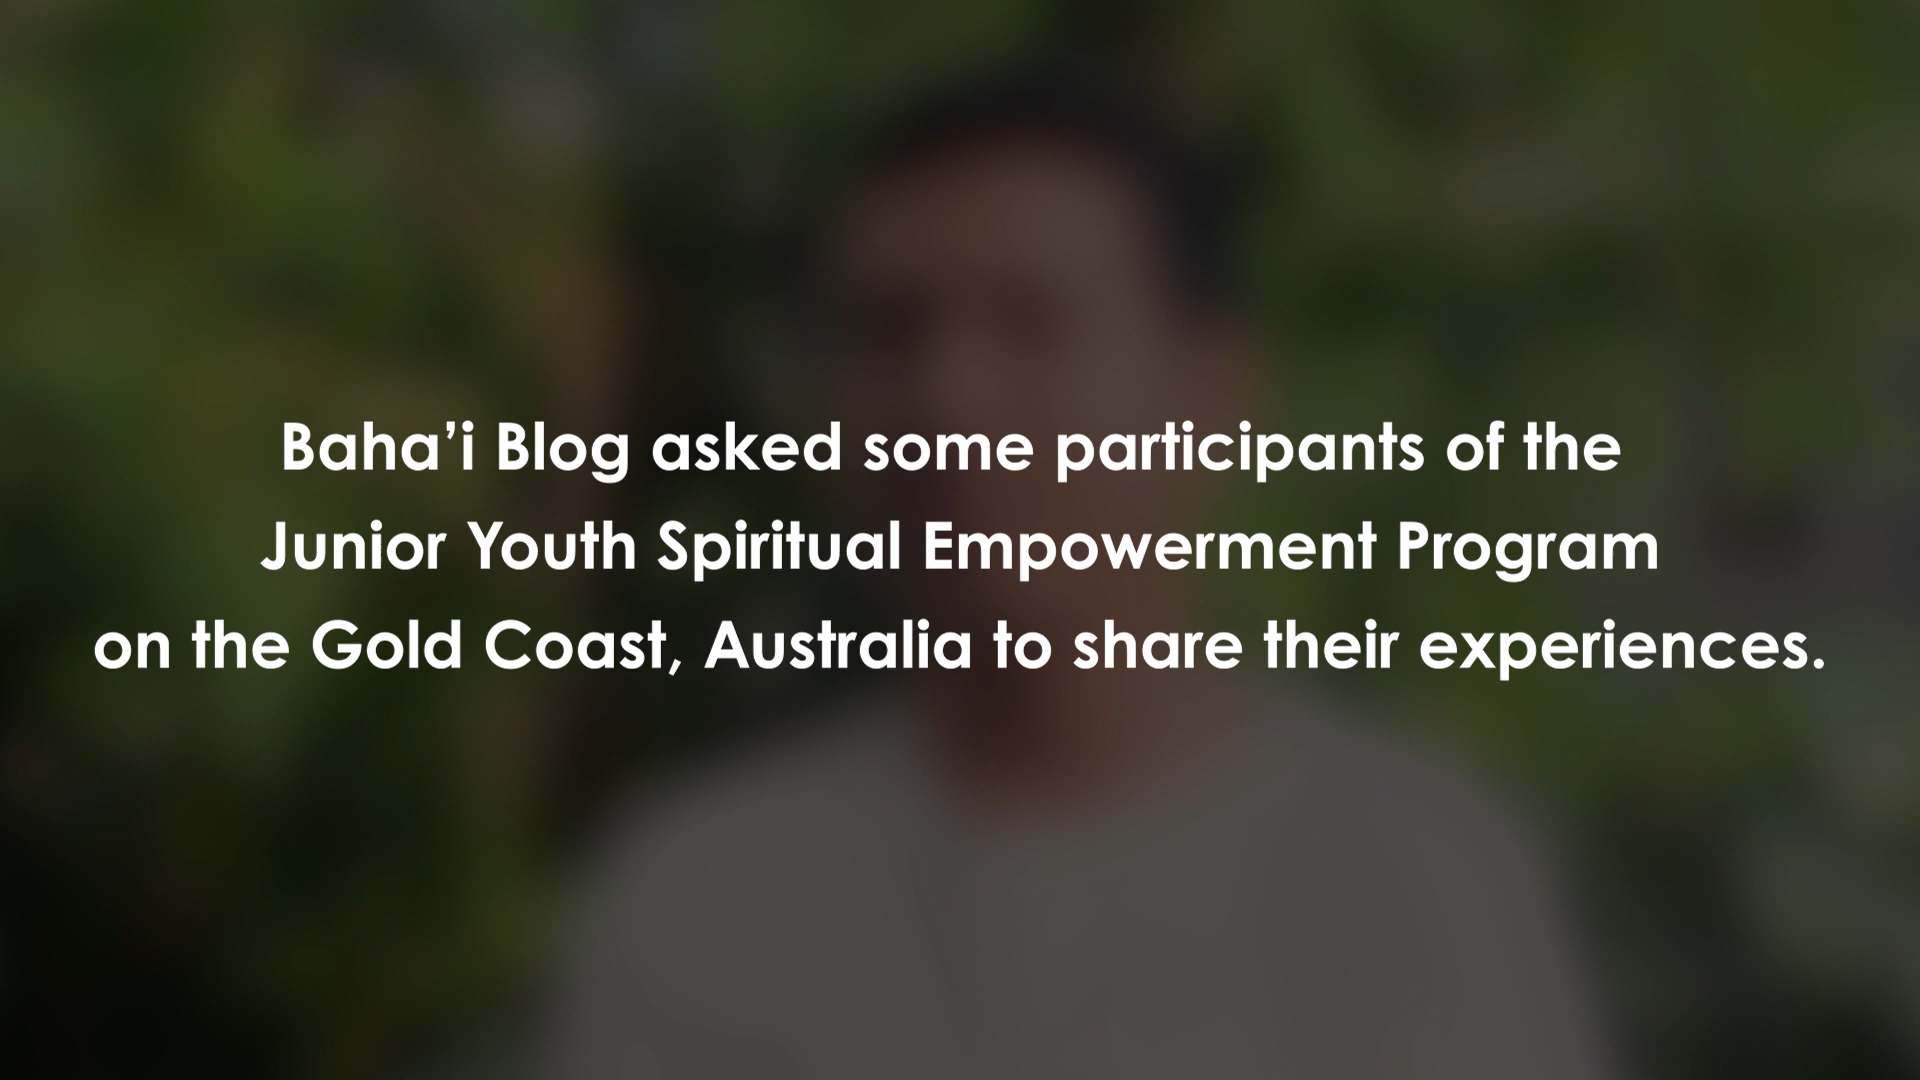 Baha’i Blog asked some participants of the
Junior Youth Spiritual Empowerment Program
on the Gold Coast, Australia to share their experiences.